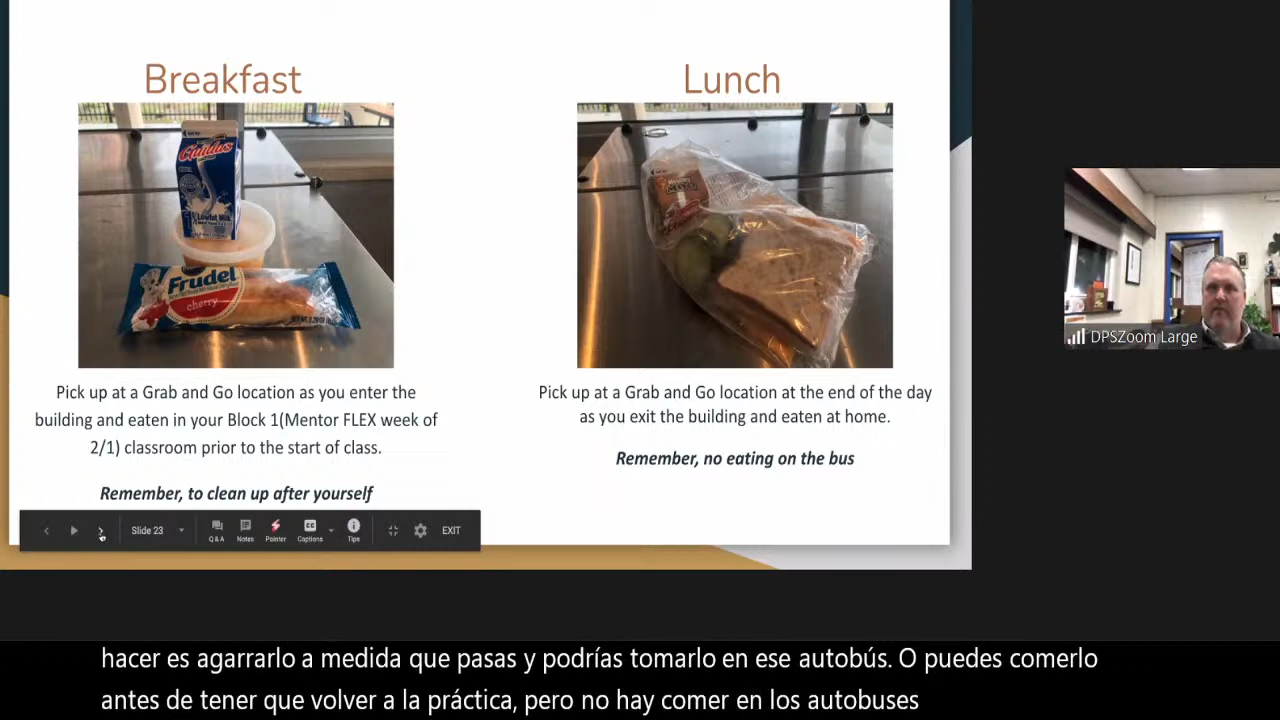 Breakfast
Lunch
Guida's
Lowfat Milk
Frudel
cherry
Pick up at a Grab and Go location as you enter the
building and eaten in your Block 1(Mentor FLEX week of
2/1) classroom prior to the start of class.
Remember, to clean up after yourself
Pick up at a Grab and Go location at the end of the day
as you exit the building and eaten at home.
Remember, no eating on the bus
DPSZoom Large
Slide 23
Q & A
Notes
Pointer
Captions
Tips
EXIT
hacer es agarrarlo a medida que pasas y podrías tomarlo en ese autobús. O puedes comerlo
antes de tener que volver a la práctica, pero no hay comer en los autobuses